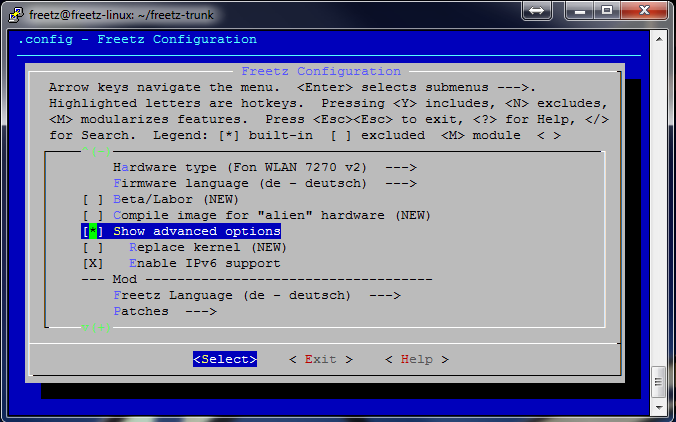 freetz@freetz-linux: ~/freetz-trunk
.config - Freetz Configuration
Freetz Configuration
Arrow keys navigate the menu.  <Enter> selects submenus --->.
Highlighted letters are hotkeys.  Pressing <Y> includes, <N> excludes,
<M> modularizes features.  Press <Esc><Esc> to exit, <?> for Help, </>
for Search.  Legend: [*] built-in  [ ] excluded  <M> module  < >
Hardware type (Fon WLAN 7270 v2)  --->
Firmware language (de - deutsch)  --->
[ ] Beta/Labor (NEW)
[ ] Compile image for "alien" hardware (NEW)
[*] Show advanced options
[ ]   Replace kernel (NEW)
[X]   Enable IPv6 support
--- Mod ------------------------------------
Freetz Language (de - deutsch)  --->
Patches  --->
<Select>    < Exit >    < Help >